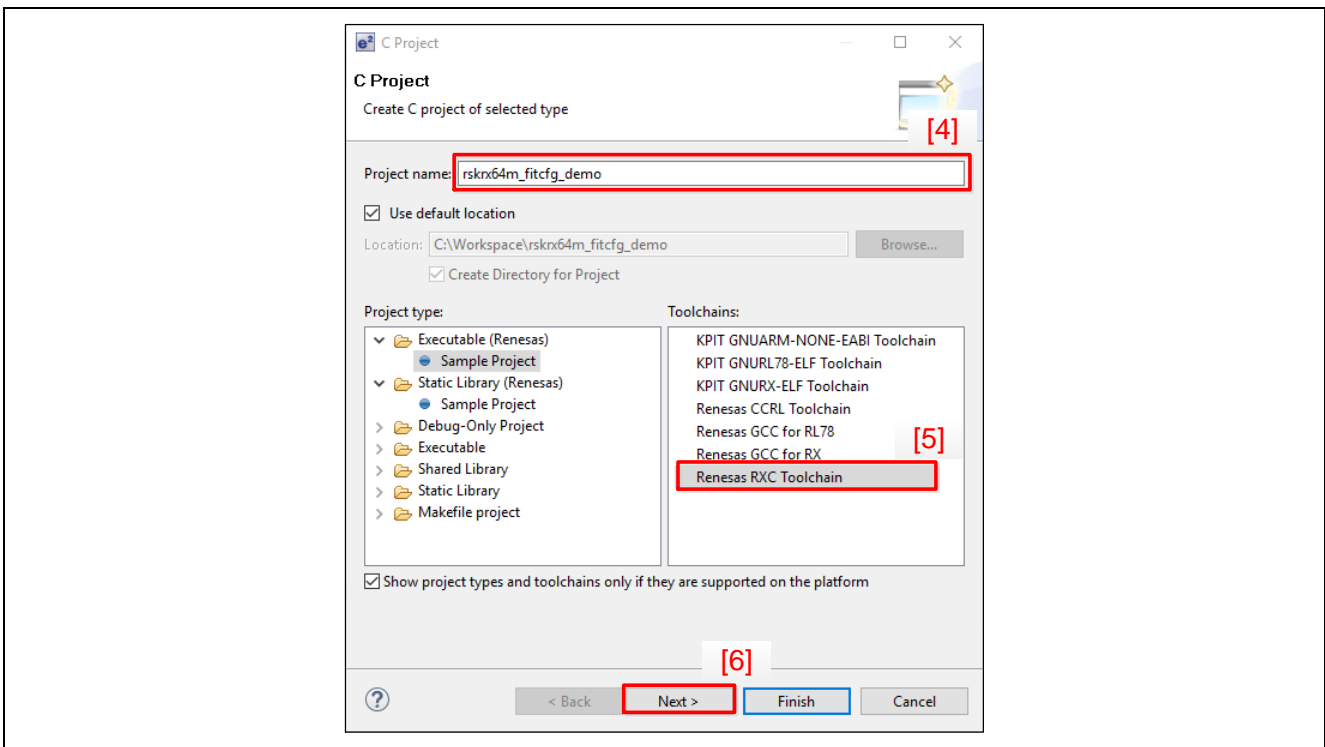 e² C Project
C Project
Create C project of selected type
[4]
Project name: rskrx64m_fitcfg_demo
Use default location
Location: C:\Workspace\rskrx64m_fitcfg_demo Browse...
Create Directory for Project
Project type: Toolchains:
Executable (Renesas)
Sample Project
Static Library (Renesas)
Sample Project
Debug-Only Project
Executable
Shared Library
Static Library
Makefile project
KPIT GNUARM-NONE-EABI Toolchain
KPIT GNURL78-ELF Toolchain
KPIT GNURX-ELF Toolchain
Renesas CCRL Toolchain
Renesas GCC for RL78
[5]
Renesas GCC for RX
Renesas RXC Toolchain
Show project types and toolchains only if they are supported on the platform
[6]
? < Back Next > Finish Cancel